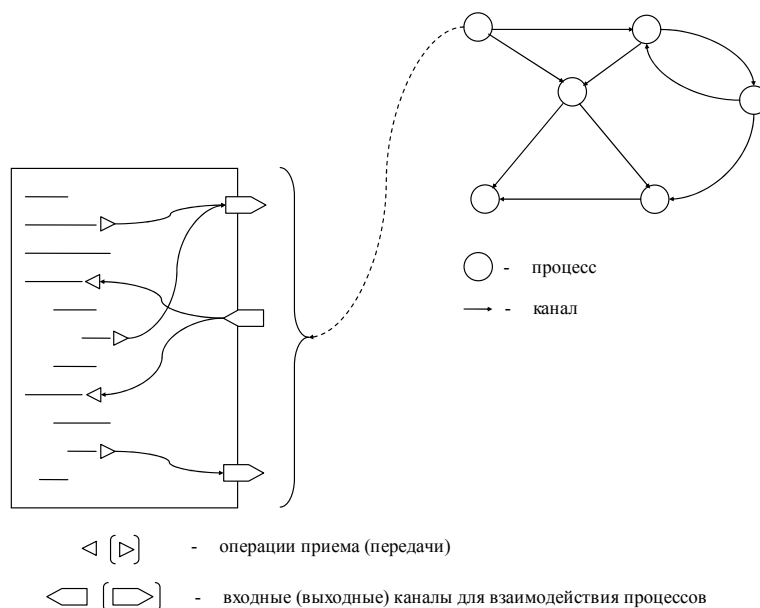 - процесс
- канал
- операции приема (передачи)
- входные (выходные) каналы для взаимодействия процессов